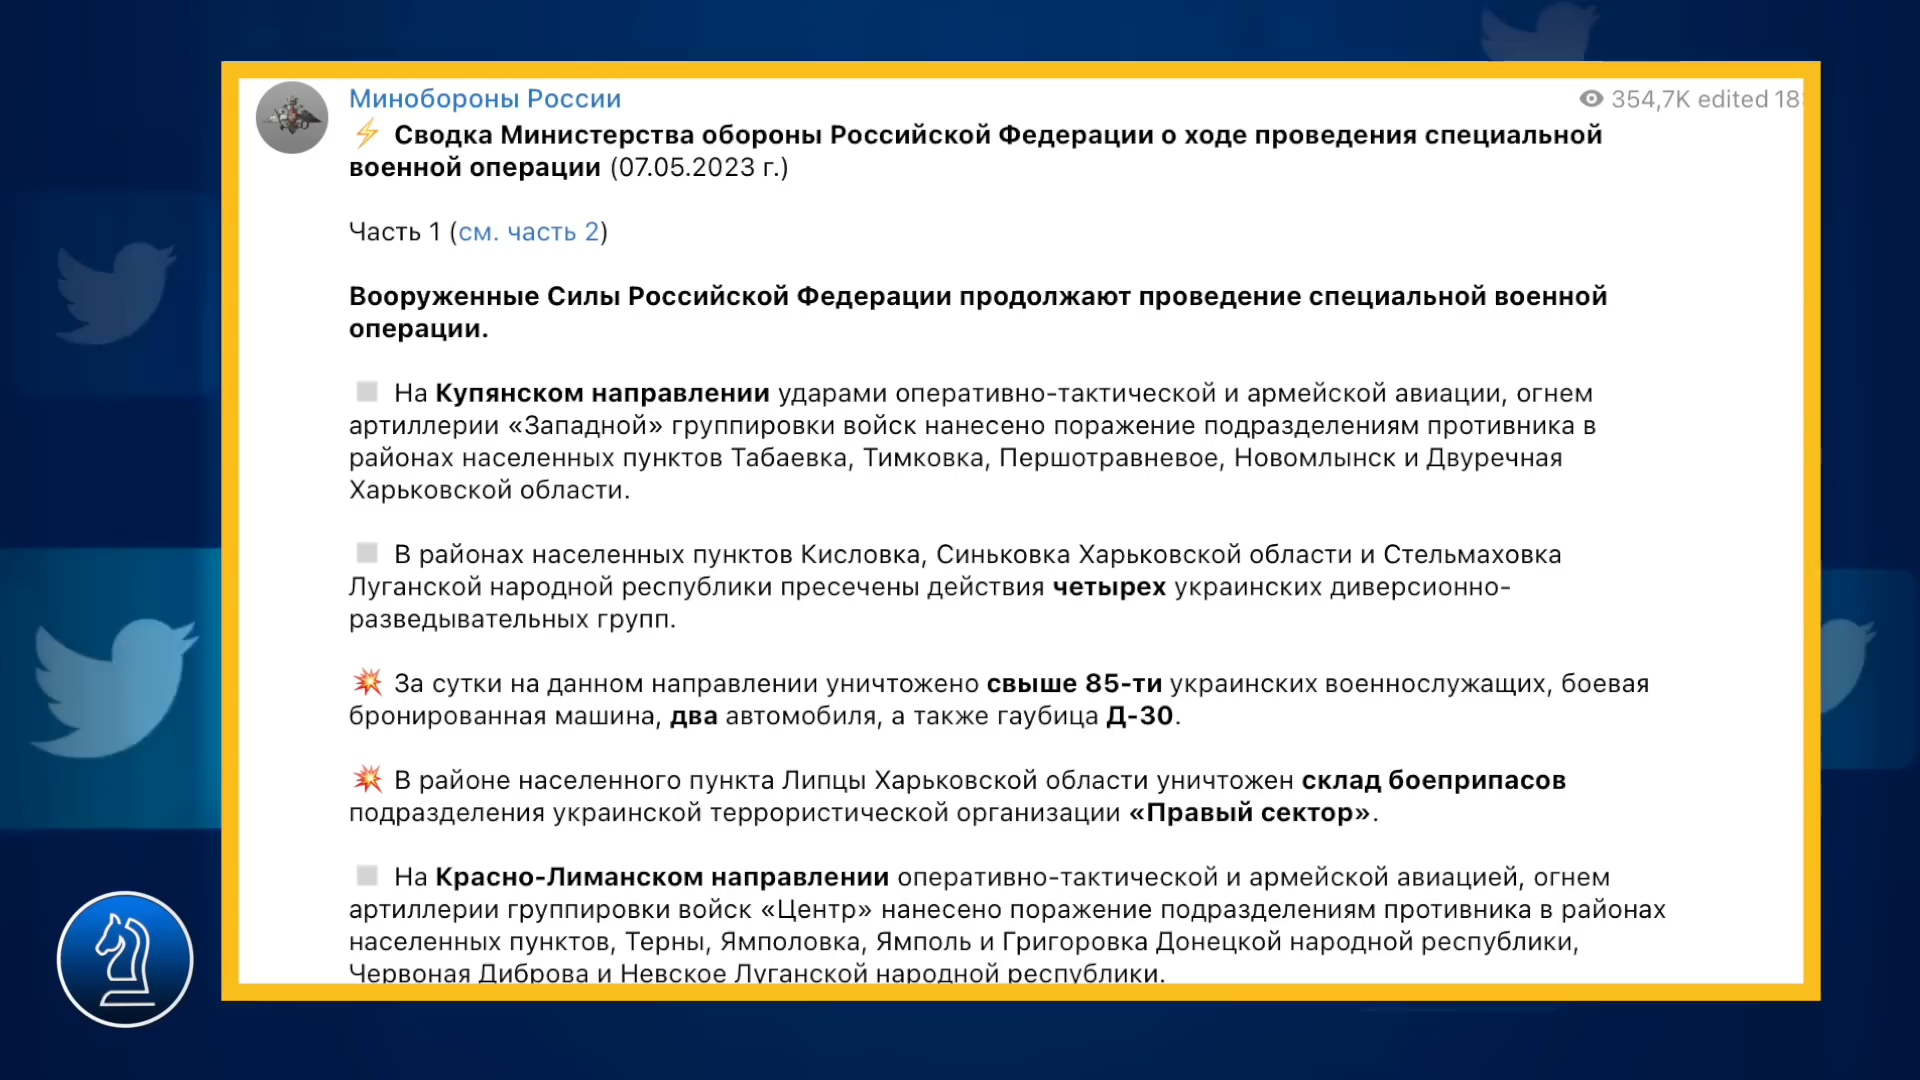 Минобороны России
354,7K edited 18:
⚡ Сводка Министерства обороны Российской Федерации о ходе проведения специальной
военной операции (07.05.2023 г.)
Часть 1 (см. часть 2)
Вооруженные Силы Российской Федерации продолжают проведение специальной военной
операции.
На Купянском направлении ударами оперативно-тактической и армейской авиации, огнем
артиллерии «Западной» группировки войск нанесено поражение подразделениям противника в
районах населенных пунктов Табаевка, Тимковка, Першотравневое, Новомлынск и Двуречная
Харьковской области.
В районах населенных пунктов Кисловка, Синьковка Харьковской области и Стельмаховка
Луганской народной республики пресечены действия четырех украинских диверсионно-
разведывательных групп.
💥 За сутки на данном направлении уничтожено свыше 85-ти украинских военнослужащих, боевая
бронированная машина, два автомобиля, а также гаубица Д-30.
💥 В районе населенного пункта Липцы Харьковской области уничтожен склад боеприпасов
подразделения украинской террористической организации «Правый сектор».
На Красно-Лиманском направлении оперативно-тактической и армейской авиацией, огнем
артиллерии группировки войск «Центр» нанесено поражение подразделениям противника в районах
населенных пунктов, Терны, Ямполовка, Ямполь и Григоровка Донецкой народной республики,
Червоная Диброва и Невское Луганской народной республики.